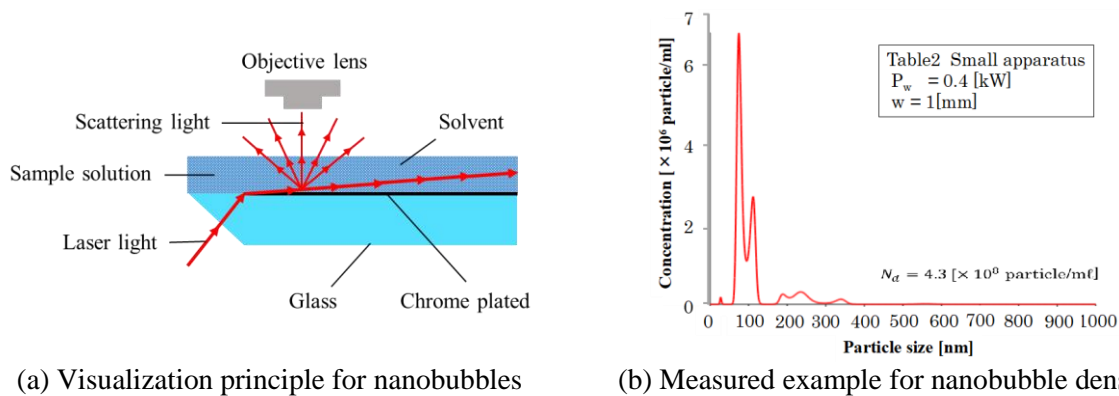 Objective lens
Scattering light
Solvent
Sample solution
Laser light
Glass
Chrome plated
(a) Visualization principle for nanobubbles
Concentration [ × 10⁶ particle/ml]
7
6
4
2
0
Table2 Small apparatus
P_w = 0.4 [kW]
w = 1[mm]
N_d = 4.3 [× 10⁸ particle/mℓ]
0 100 200 300 400 500 600 700 800 900 1000
Particle size [nm]
(b) Measured example for nanobubble den